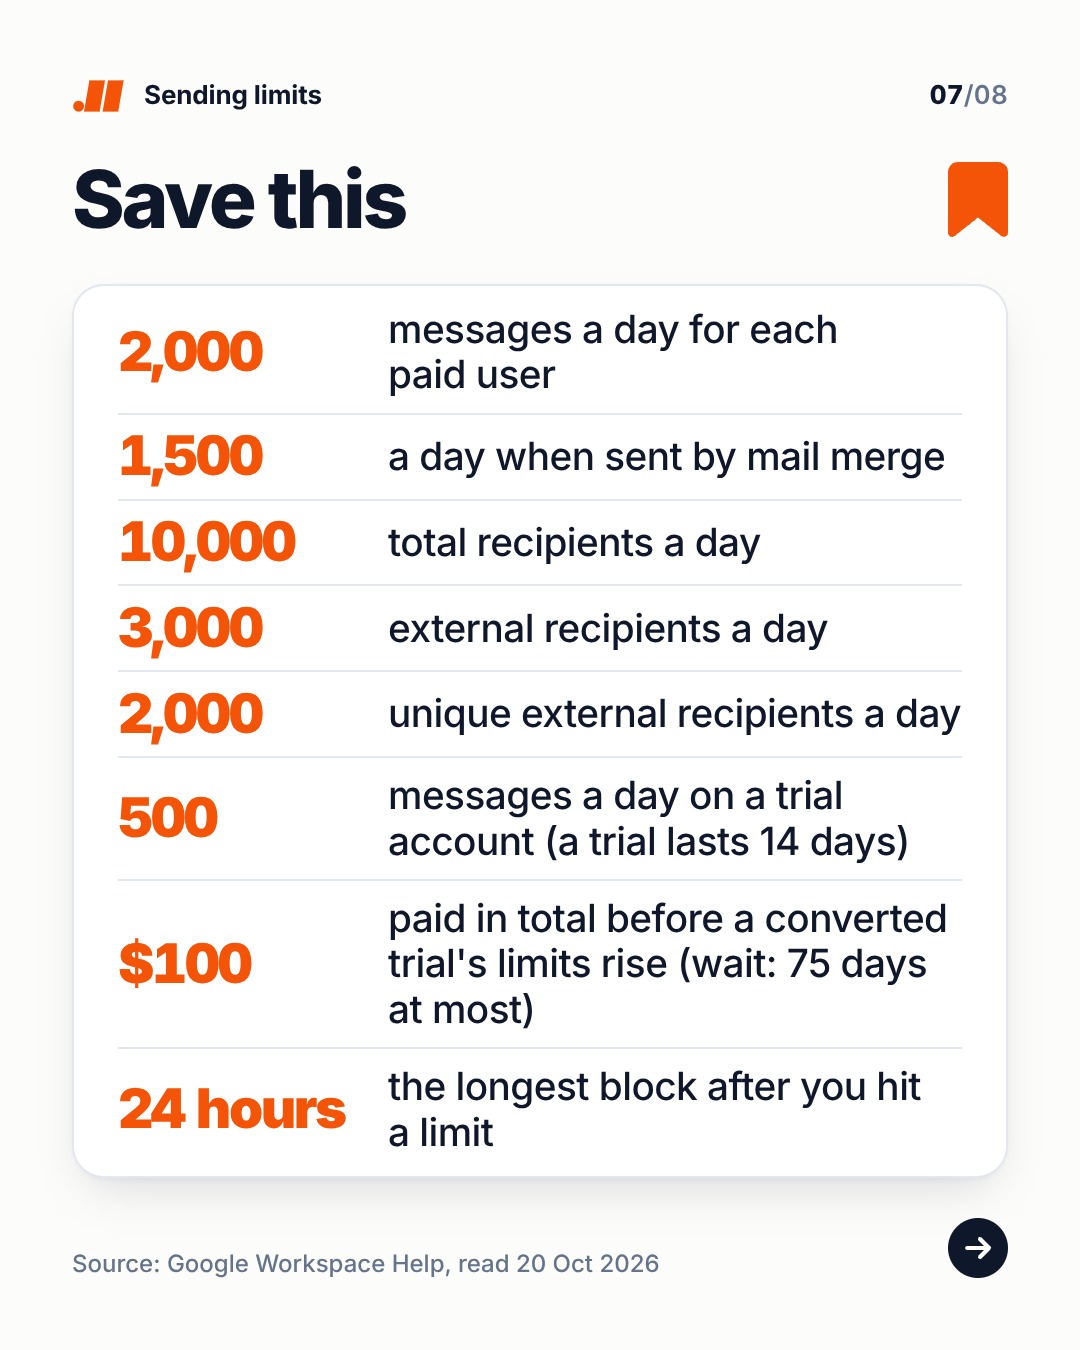 Sending limits
07/08
Save this
2,000
messages a day for each
paid user
1,500
a day when sent by mail merge
10,000
total recipients a day
3,000
external recipients a day
2,000
unique external recipients a day
500
messages a day on a trial
account (a trial lasts 14 days)
$100
paid in total before a converted
trial's limits rise (wait: 75 days
at most)
24 hours
the longest block after you hit
a limit
Source: Google Workspace Help, read 20 Oct 2026